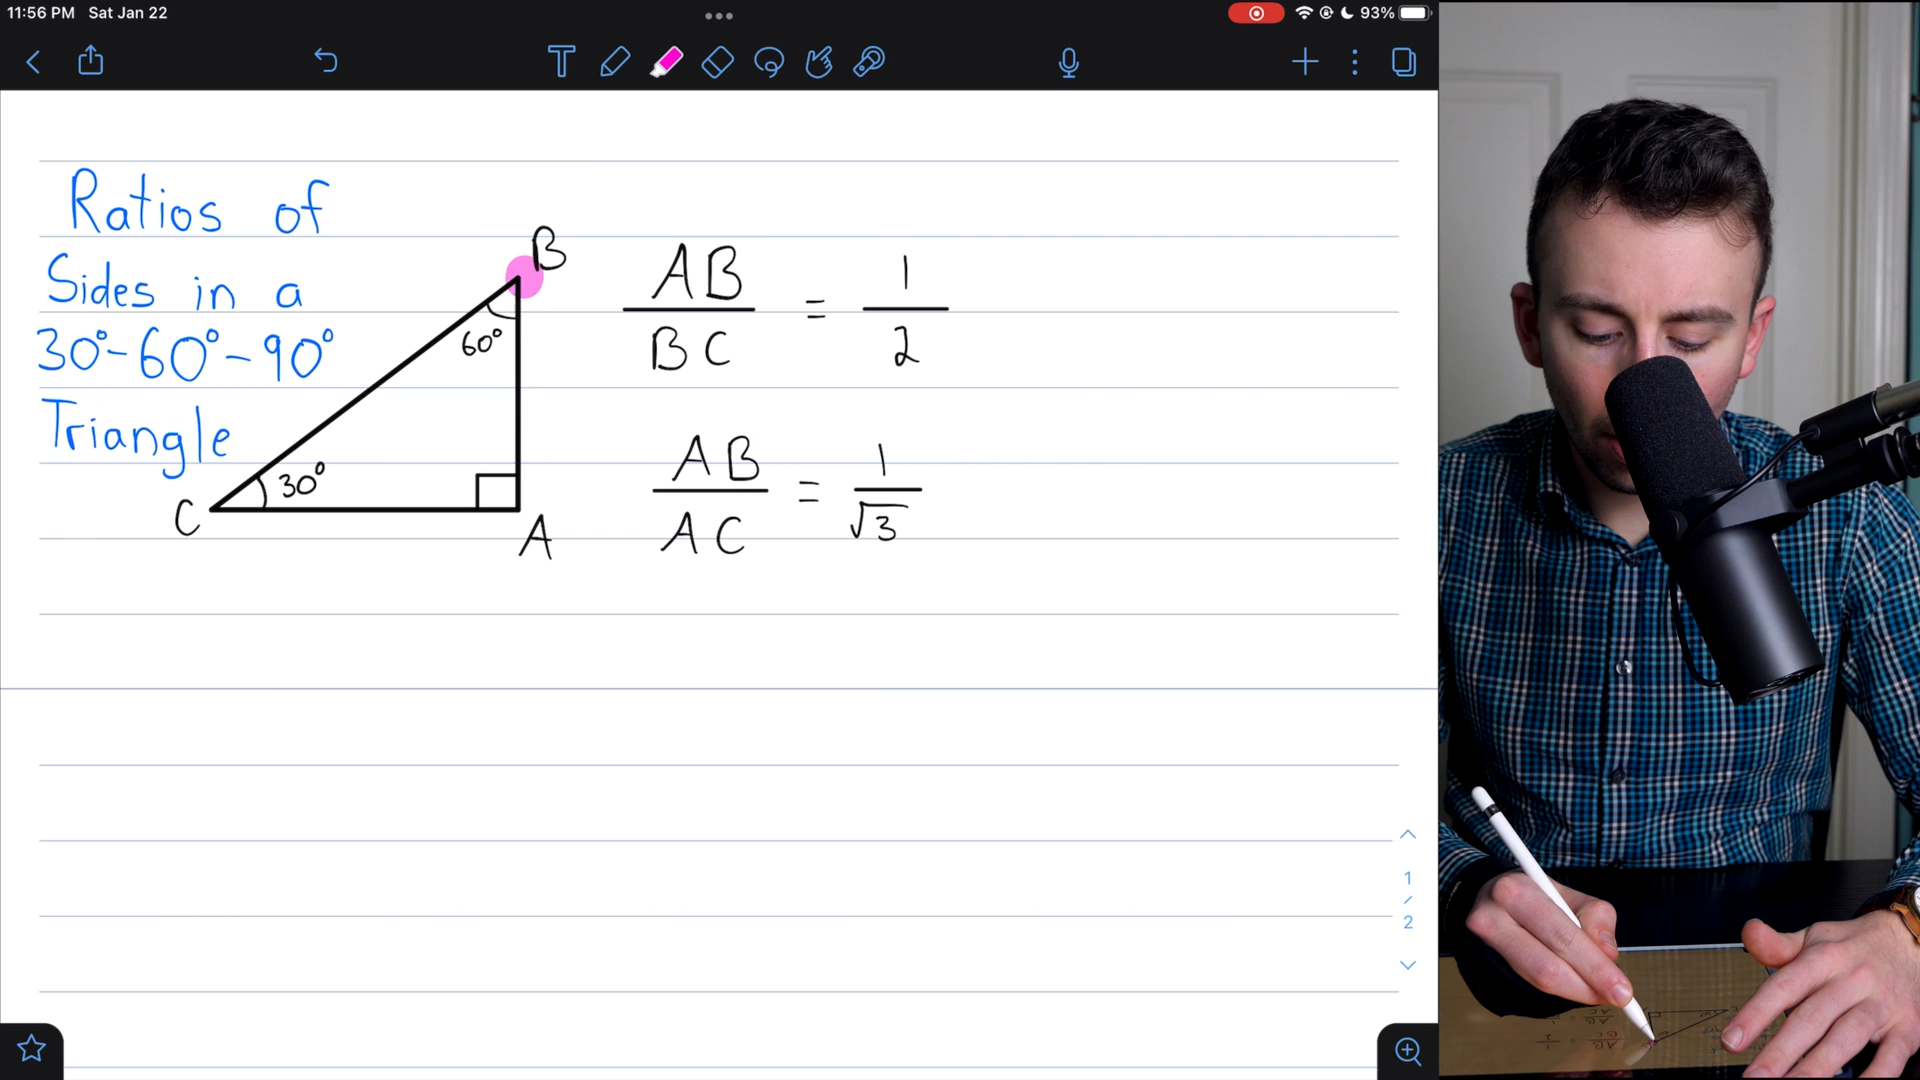 11:56 PM Sat Jan 22
93%
Ratios of
Sides in a
30°-60°-90°
Triangle
B
60°
30°
C
A
AB
BC
=
1
2
AB
AC
=
1
√3
1
/
2